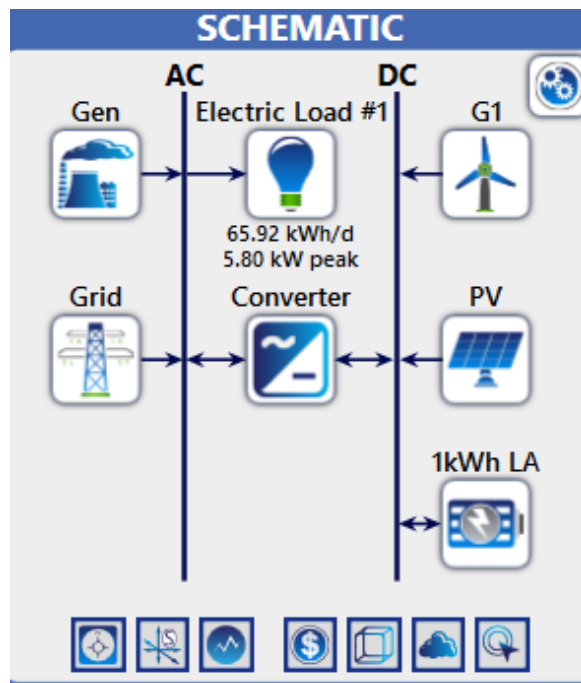 SCHEMATIC
AC
DC
Gen
Electric Load #1
G1
65.92 kWh/d
5.80 kW peak
Grid
Converter
PV
1kWh LA